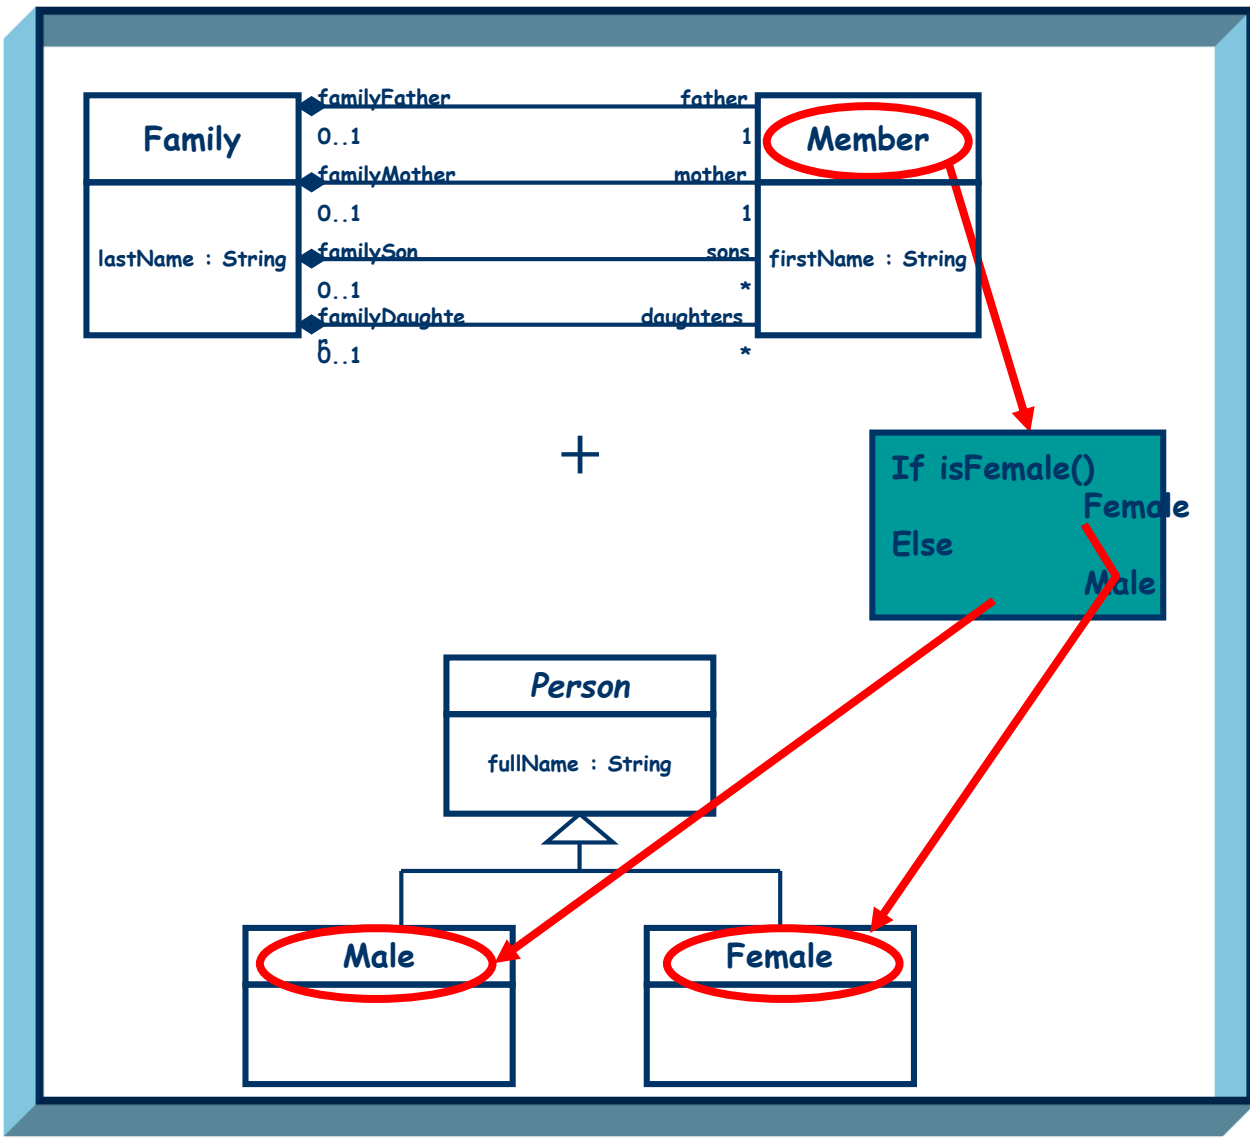 familyFather father
Family 0..1 1 Member
familyMother mother
0..1 1
lastName : String familySon sons firstName : String
0..1 *
familyDaughte daughters
r
0..1 *
+
If isFemale()
Female
Else
Male
Person
fullName : String
Male Female